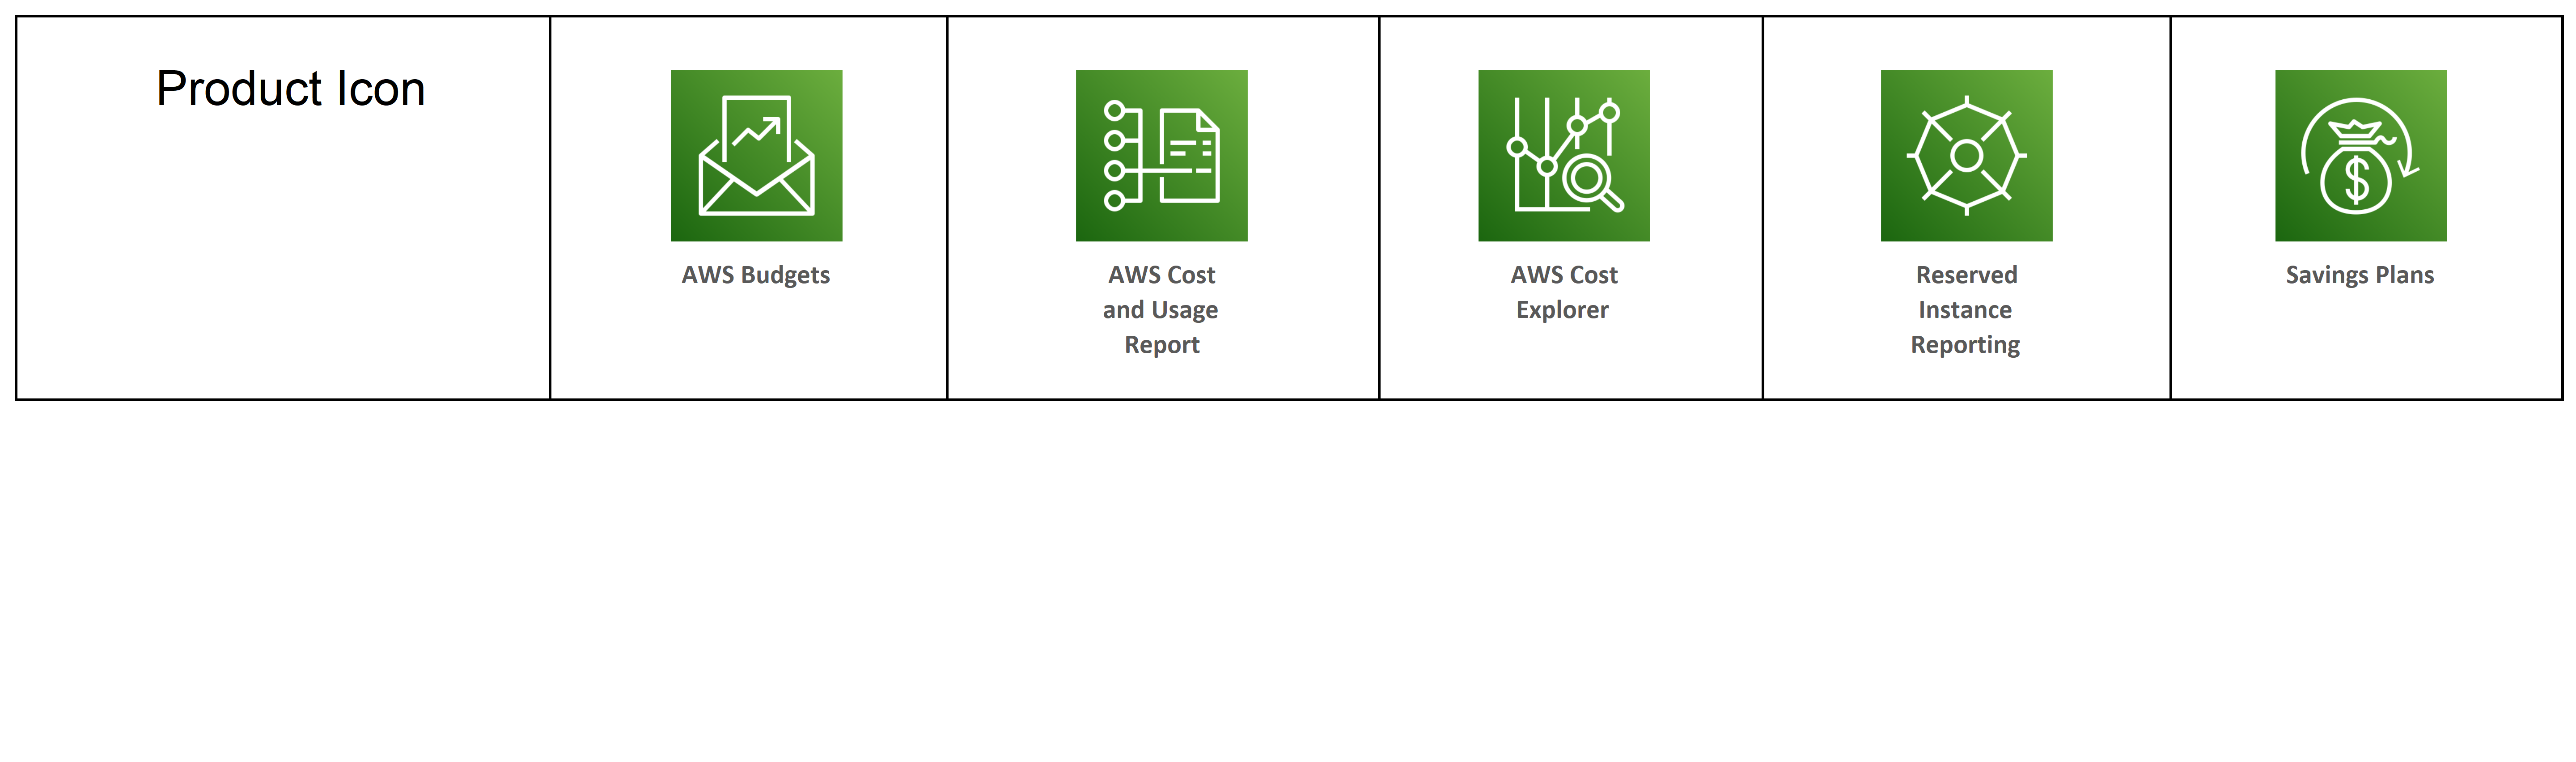 Product Icon
AWS Budgets
AWS Cost
and Usage
Report
AWS Cost
Explorer
Reserved
Instance
Reporting
$
Savings Plans